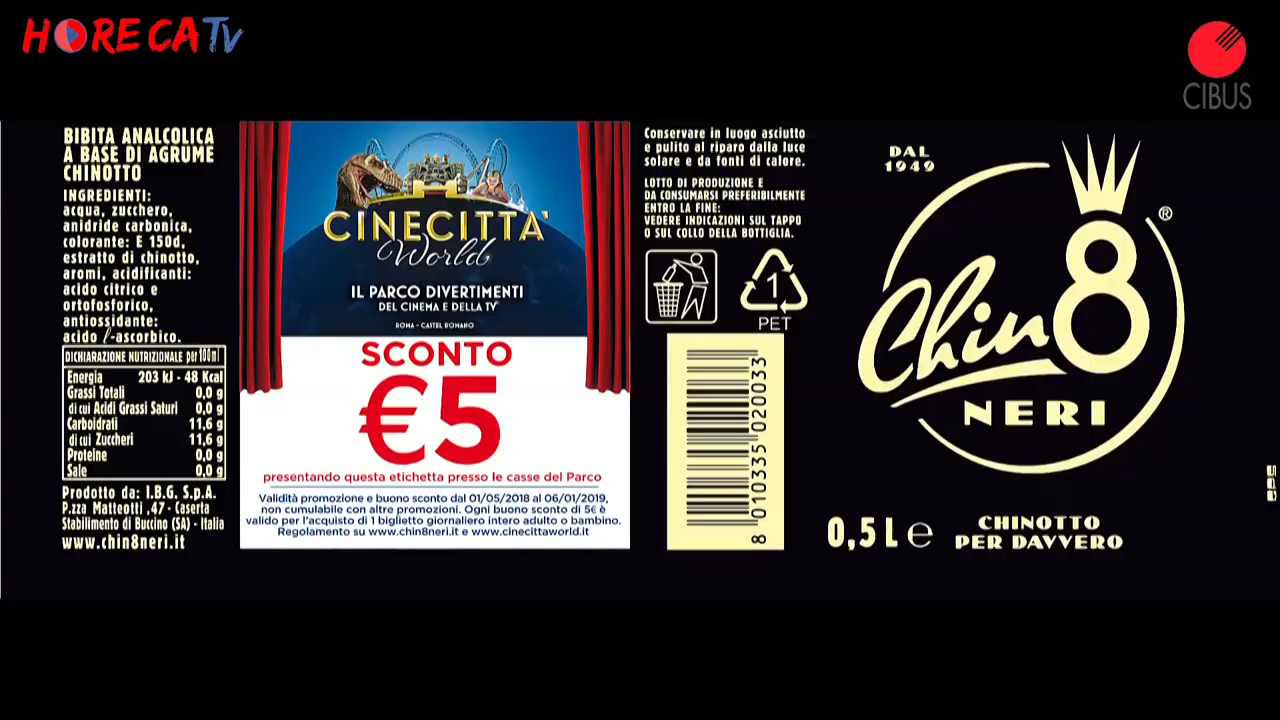 HORECATv
CIBUS
BIBITA ANALCOLICA
A BASE DI AGRUME
CHINOTTO
INGREDIENTI:
acqua, zucchero,
anidride carbonica,
colorante: E 150d,
estratto di chinotto,
aromi, acidificanti:
acido citrico e
ortofosforico,
antiossidante:
acido l-ascorbico.
DICHIARAZIONE NUTRIZIONALE per 100ml
Energia 203 kJ - 48 Kcal
Grassi Totali 0,0 g
di cui Acidi Grassi Saturi 0,0 g
Carboidrati 11,6 g
di cui Zuccheri 11,6 g
Proteine 0,0 g
Sale 0,0 g
Prodotto da: I.B.G. S.p.A.
P.zza Matteotti ,47 - Caserta
Stabilimento di Buccino (SA) - Italia
www.chin8neri.it
CINECITTA'
World
IL PARCO DIVERTIMENTI
DEL CINEMA E DELLA TV
ROMA - CASTEL ROMANO
SCONTO
€5
presentando questa etichetta presso le casse del Parco
Validità promozione e buono sconto dal 01/05/2018 al 06/01/2019,
non cumulabile con altre promozioni. Ogni buono sconto di 5€ è
valido per l'acquisto di 1 biglietto giornaliero intero adulto o bambino.
Regolamento su www.chin8neri.it e www.cinecittaworld.it
Conservare in luogo asciutto
e pulito al riparo dalla luce
solare e da fonti di calore.
LOTTO DI PRODUZIONE E
DA CONSUMARSI PREFERIBILMENTE
ENTRO LA FINE:
VEDERE INDICAZIONI SUL TAPPO
O SUL COLLO DELLA BOTTIGLIA.
1
PET
8 010335 020033
DAL
1949
®
Chin8
NERI
0,5 L e
CHINOTTO
PER DAVVERO